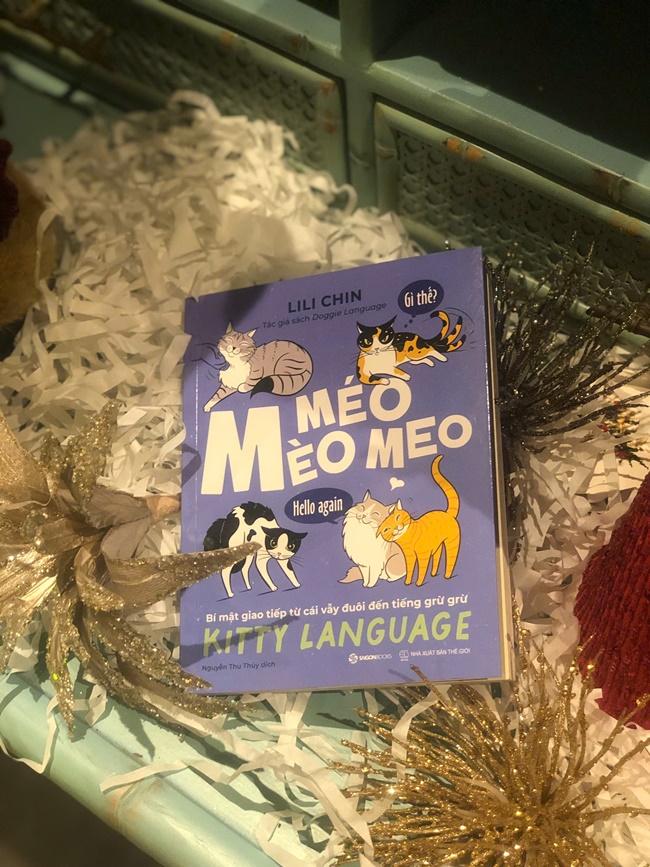 LILI CHIN
Tác giả sách Doggie Language
Gì thế?
MÉO
MÈO MEO
Hello again
Bí mật giao tiếp từ cái vẫy đuôi đến tiếng grừ grừ
KITTY LANGUAGE
Nguyễn Thu Thủy dịch
SAIGONBOOKS
NHÀ XUẤT BẢN THẾ GIỚI